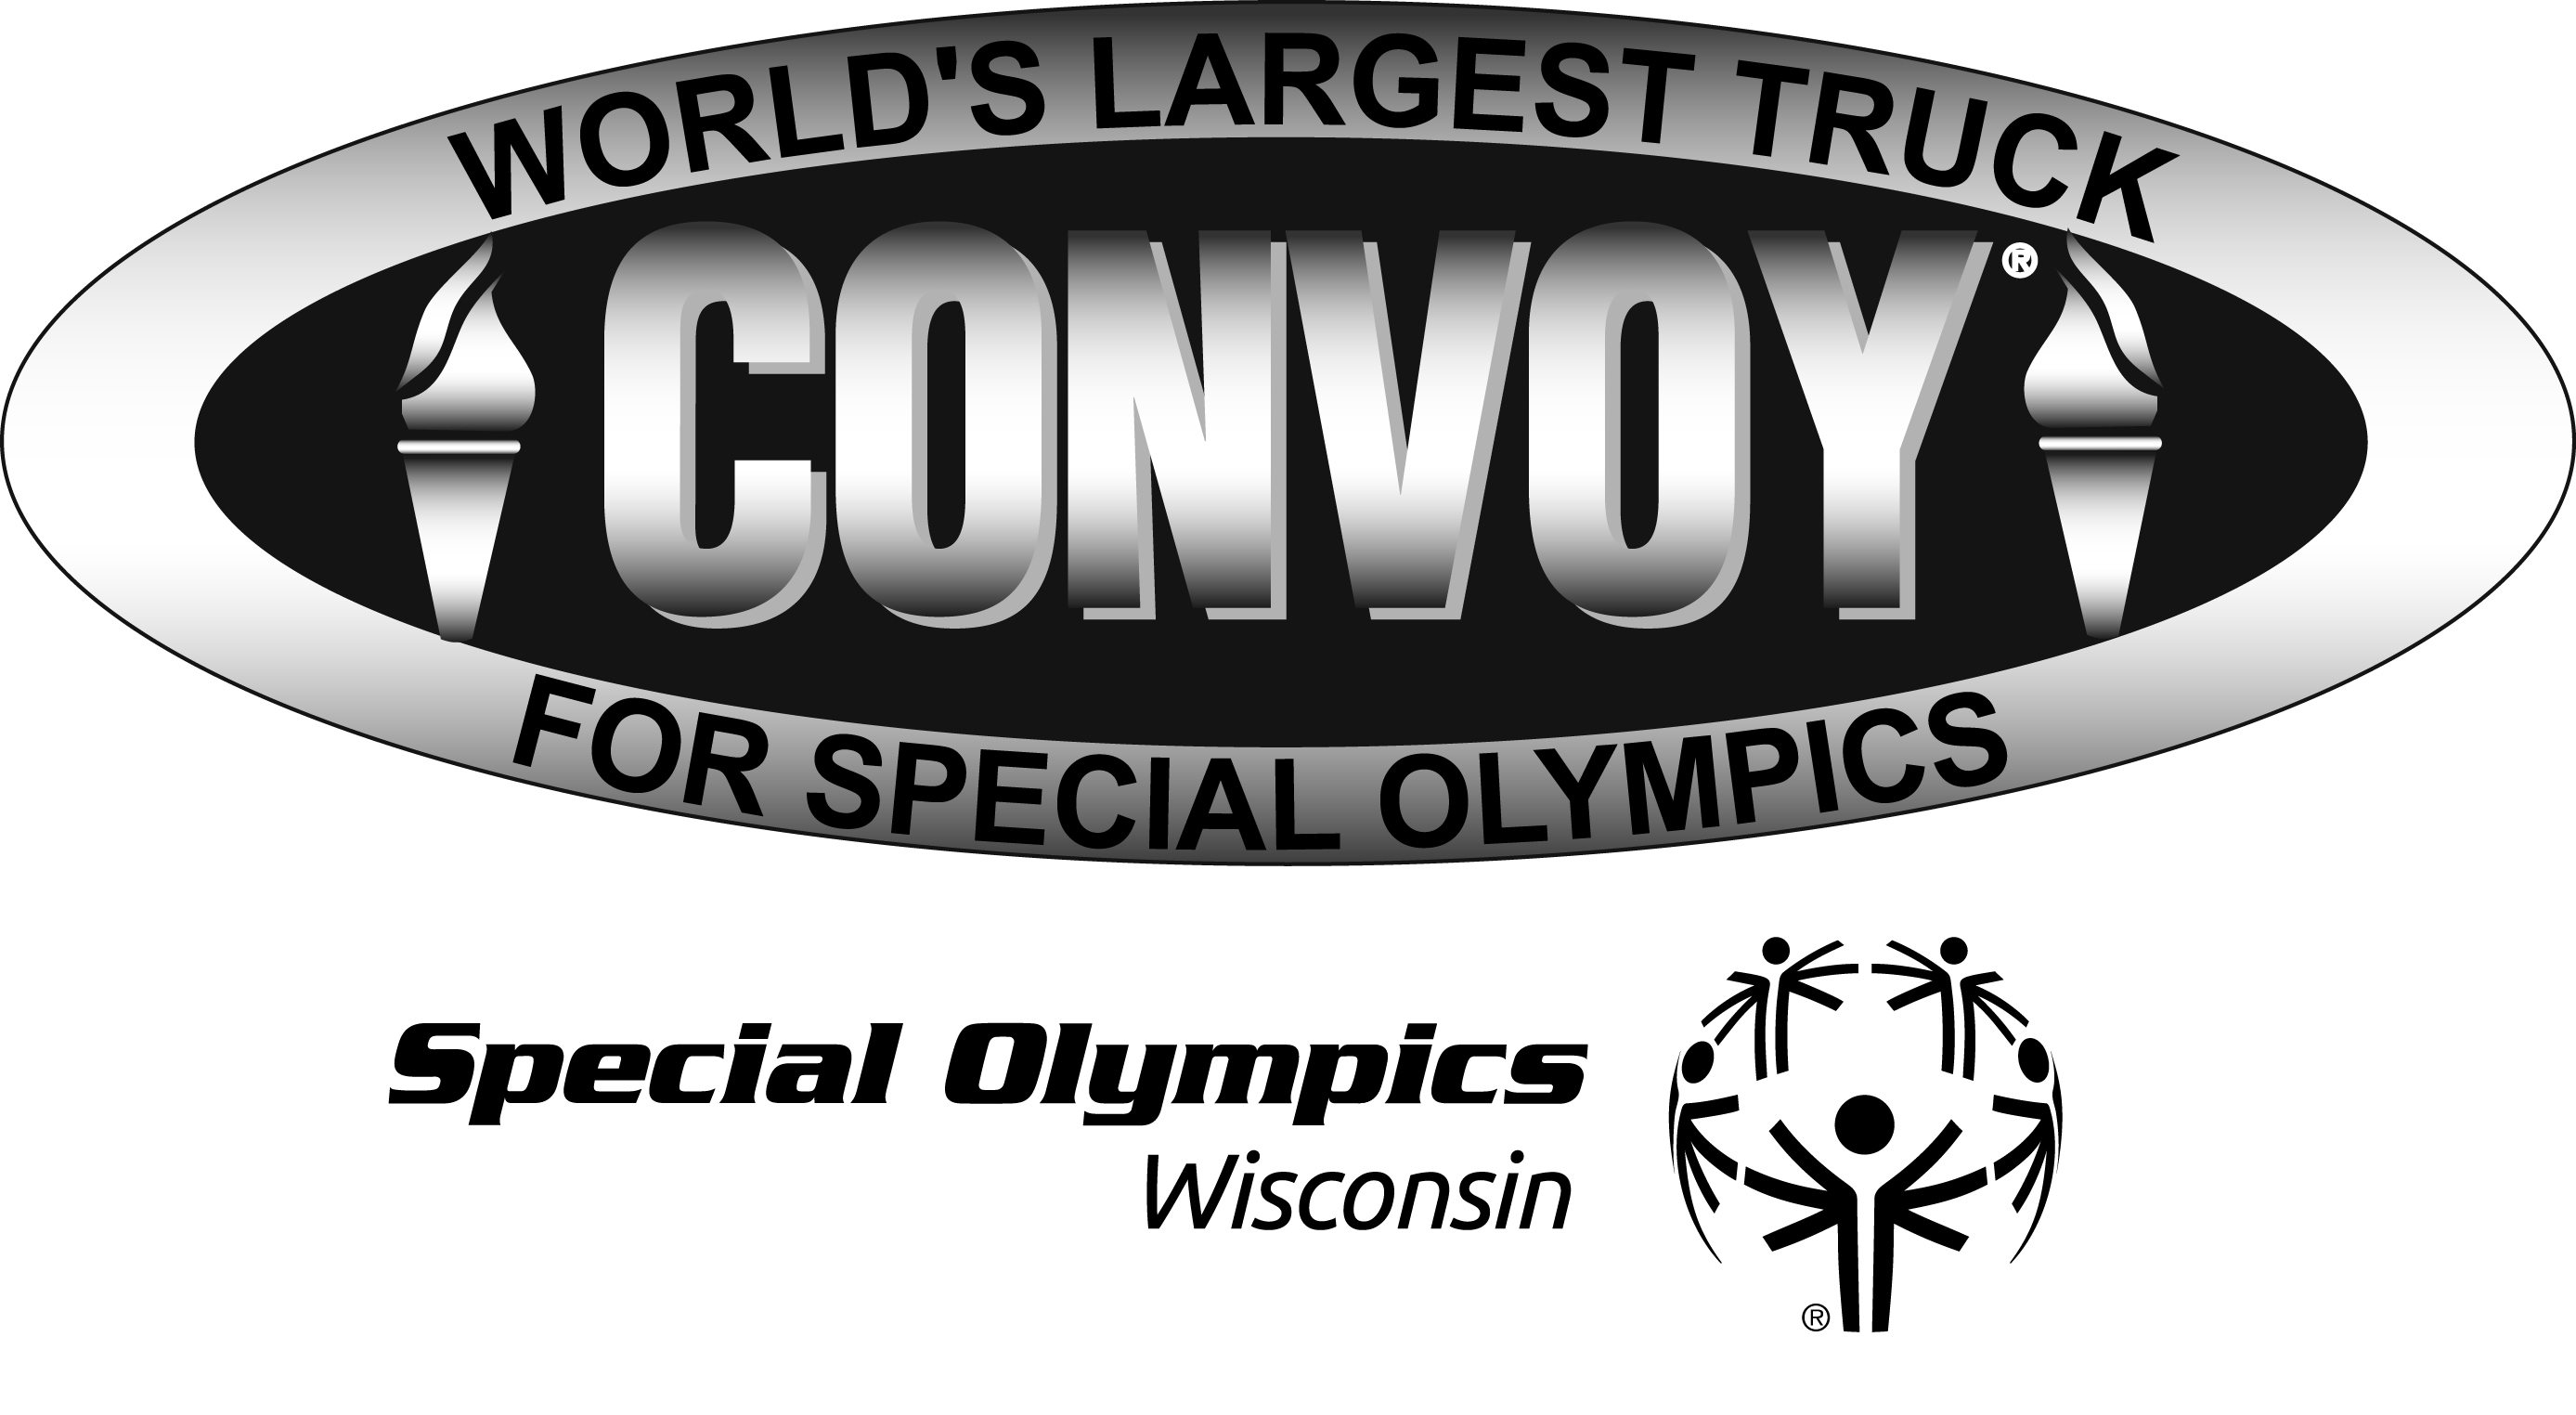 WORLD'S LARGEST TRUCK
CONVOY®
FOR SPECIAL OLYMPICS
Special Olympics
Wisconsin
®